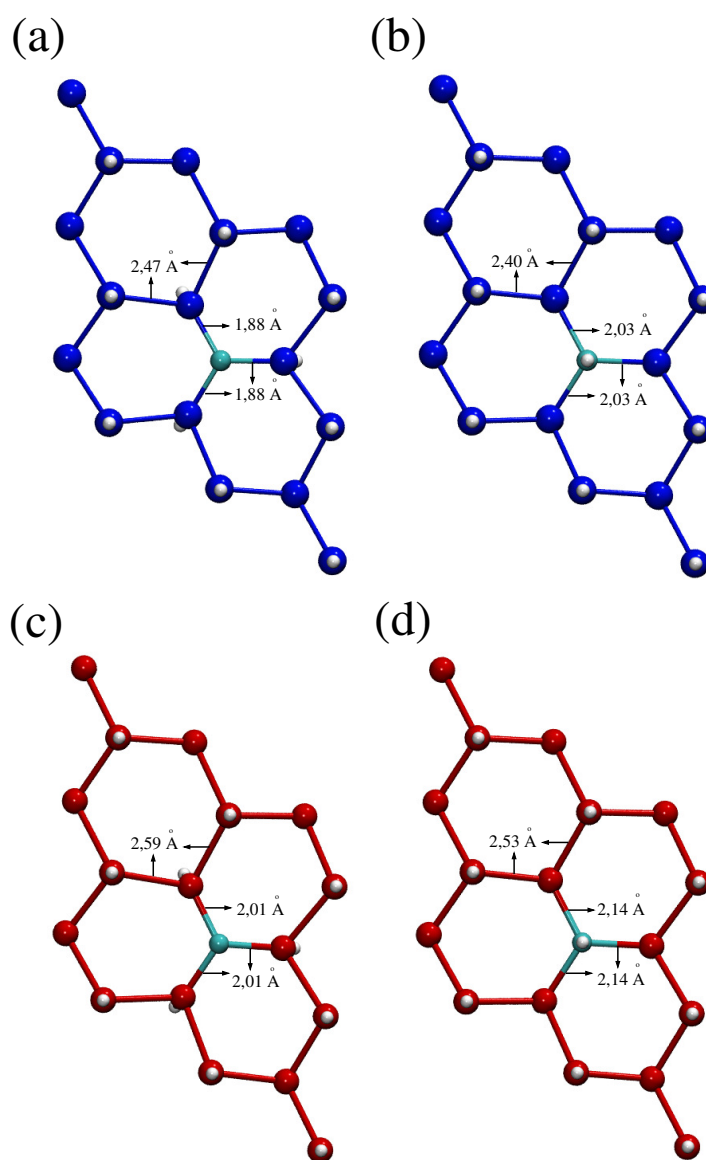 (a)
(b)
2,47 Å
2,40 Å
1,88 Å
2,03 Å
1,88 Å
2,03 Å
(c)
(d)
2,59 Å
2,53 Å
2,01 Å
2,14 Å
2,01 Å
2,14 Å